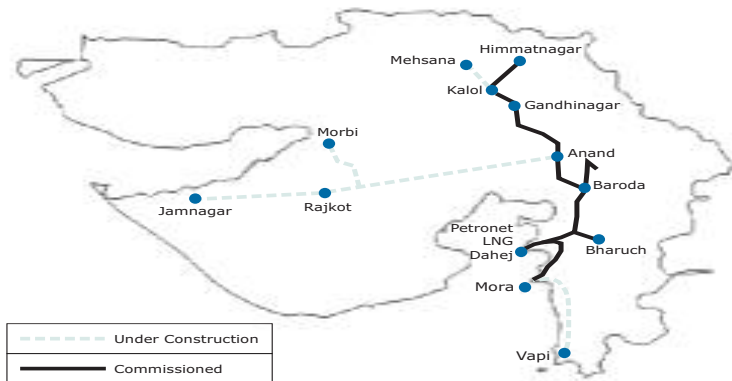 Himmatnagar
Mehsana
Kalol
Gandhinagar
Morbi
Anand
Baroda
Jamnagar
Rajkot
Petronet
LNG
Dahej
Bharuch
Mora
Vapi
Under Construction
Commissioned